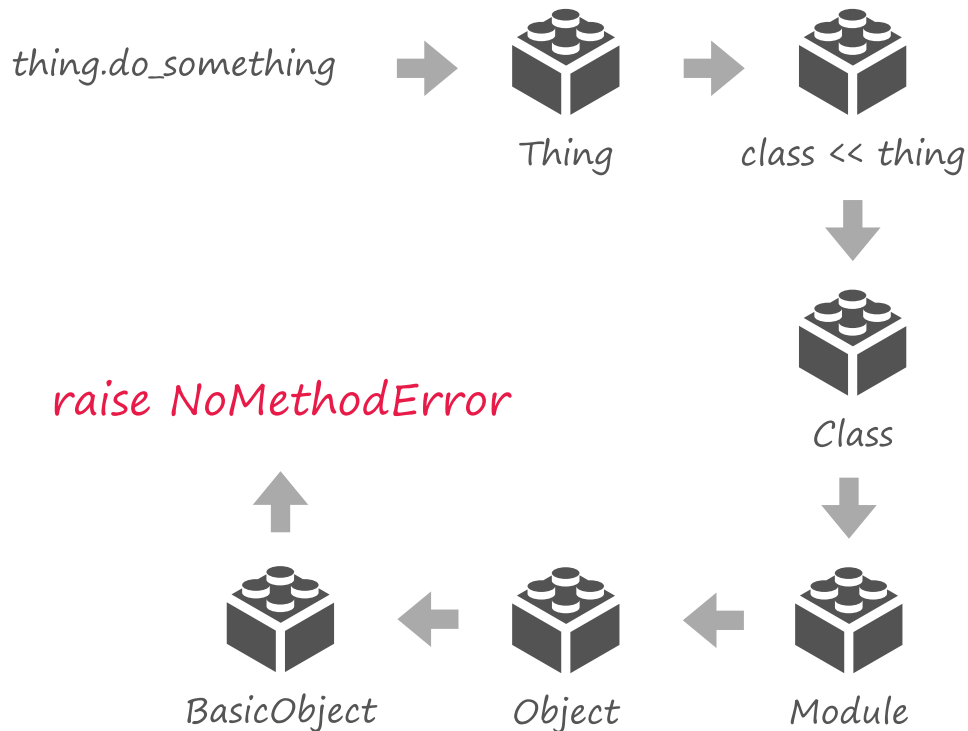 thing.do_something
Thing
class << thing
Class
raise NoMethodError
BasicObject
Object
Module